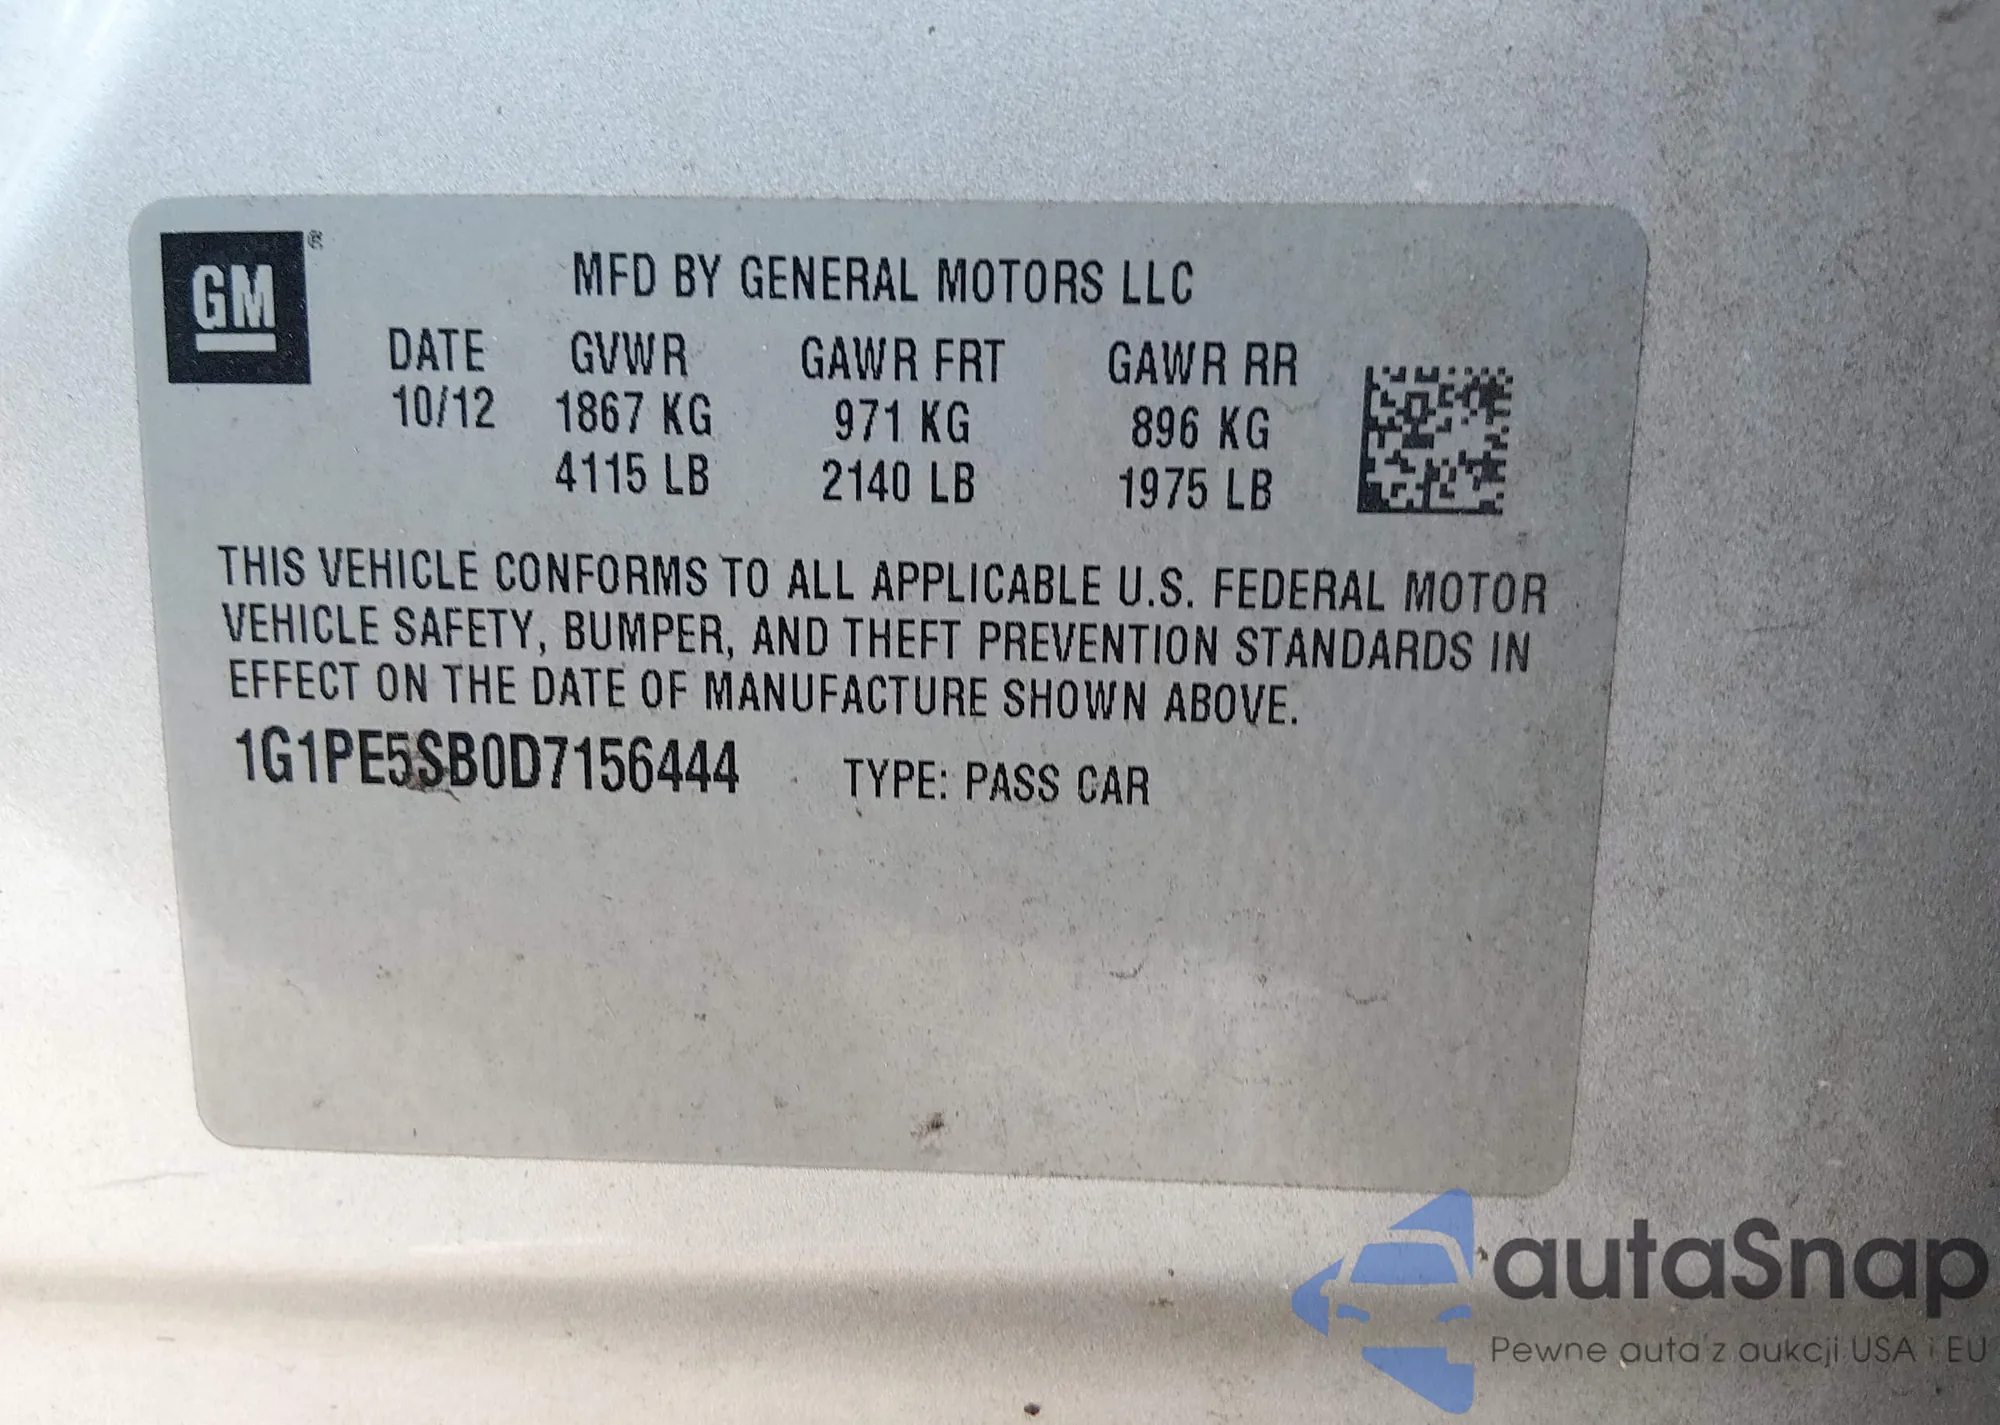 GM ®
MFD BY GENERAL MOTORS LLC
DATE GVWR GAWR FRT GAWR RR
10/12 1867 KG 971 KG 896 KG
4115 LB 2140 LB 1975 LB
THIS VEHICLE CONFORMS TO ALL APPLICABLE U.S. FEDERAL MOTOR
VEHICLE SAFETY, BUMPER, AND THEFT PREVENTION STANDARDS IN
EFFECT ON THE DATE OF MANUFACTURE SHOWN ABOVE.
1G1PE5SB0D7156444 TYPE: PASS CAR
autaSnap
Pewne auta z aukcji USA i EU